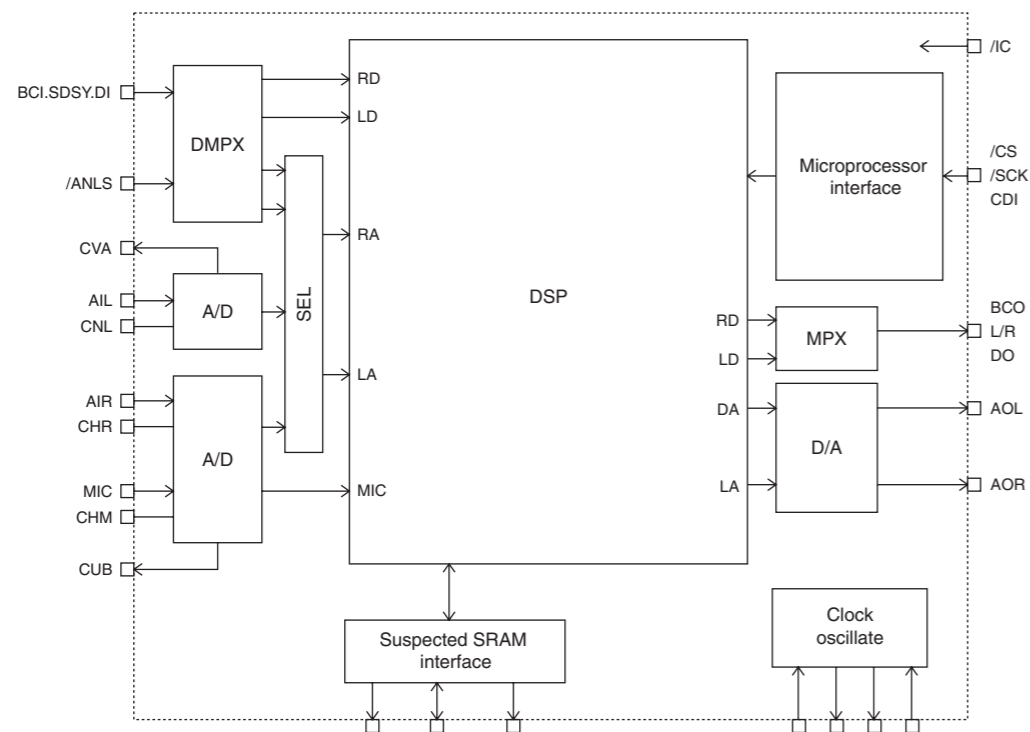 /IC
BCI.SDSY.DI
RD
LD
DMPX
/ANLS
Microprocessor
interface
/CS
/SCK
CDI
CVA
RA
SEL
DSP
AIL
A/D
CNL
RD
MPX
BCO
L/R
DO
LD
LA
AIR
CHR
A/D
DA
D/A
AOL
MIC
MIC
LA
AOR
CHM
CUB
Suspected SRAM
interface
Clock
oscillate